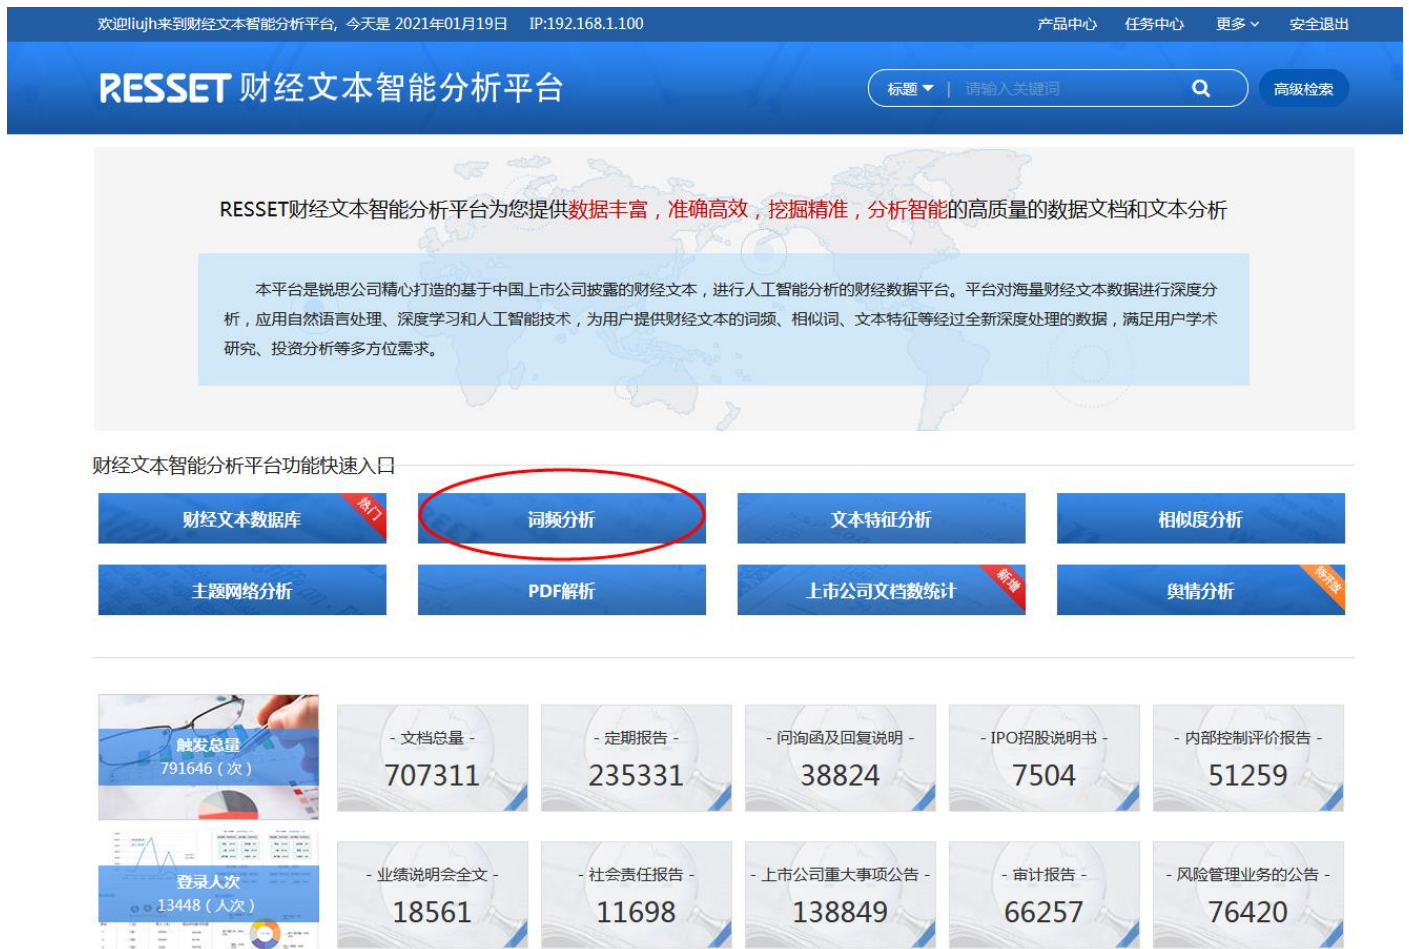 欢迎liujh来到财经文本智能分析平台, 今天是 2021年01月19日 IP:192.168.1.100
产品中心 任务中心 更多 安全退出
RESSET 财经文本智能分析平台
标题 | 请输入关键词
高级检索
RESSET财经文本智能分析平台为您提供数据丰富，准确高效，挖掘精准，分析智能的高质量的数据文档和文本分析
本平台是锐思公司精心打造的基于中国上市公司披露的财经文本，进行人工智能分析的财经数据平台。平台对海量财经文本数据进行深度分
析，应用自然语言处理、深度学习和人工智能技术，为用户提供财经文本的词频、相似词、文本特征等经过全新深度处理的数据，满足用户学术
研究、投资分析等多方位需求。
财经文本智能分析平台功能快速入口
财经文本数据库 热门
词频分析
文本特征分析
相似度分析
主题网络分析
PDF解析
上市公司文档数统计 新增
舆情分析 待开放
触发总量
791646（次）
- 文档总量 -
707311
- 定期报告 -
235331
- 问询函及回复说明 -
38824
- IPO招股说明书 -
7504
- 内部控制评价报告 -
51259
登录人次
13448（人次）
- 业绩说明会全文 -
18561
- 社会责任报告 -
11698
- 上市公司重大事项公告 -
138849
- 审计报告 -
66257
- 风险管理业务的公告 -
76420